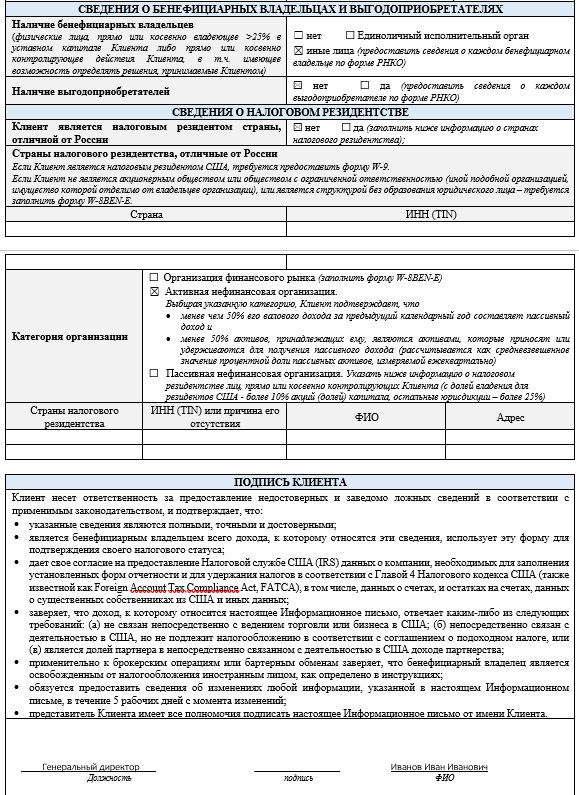 СВЕДЕНИЯ О БЕНЕФИЦИАРНЫХ ВЛАДЕЛЬЦАХ И ВЫГОДОПРИОБРЕТАТЕЛЯХ
Наличие бенефициарных владельцев
(физические лица, прямо или косвенно владеющее >25% в
уставном капитале Клиента либо прямо или косвенно
контролирующее действия Клиента, в т.ч. имеющее
возможность определять решения, принимаемые Клиентом)
☐ нет ☐ Единоличный исполнительный орган
☒ иные лица (предоставить сведения о каждом бенефициарном
владельце по форме РНКО)
Наличие выгодоприобретателей
☒ нет ☐ да (предоставить сведения о каждом
выгодоприобретателе по форме РНКО)
СВЕДЕНИЯ О НАЛОГОВОМ РЕЗИДЕНТСТВЕ
Клиент является налоговым резидентом страны,
отличной от России
☒ нет ☐ да (заполнить ниже информацию о странах
налогового резидентства);
Страны налогового резидентства, отличные от России
Если Клиент является налоговым резидентом США, требуется предоставить форму W-9.
Если Клиент не является акционерным обществом или обществом с ограниченной ответственностью (иной подобной организацией,
имущество которой отделимо от владельцев организации), или является структурой без образования юридического лица – требуется
заполнить форму W-8BEN-E.
Страна ИНН (TIN)
Категория организации
☐ Организация финансового рынка (заполнить форму W-8BEN-E)
☒ Активная нефинансовая организация.
Выбирая указанную категорию, Клиент подтверждает, что
• менее чем 50% его валового дохода за предыдущий календарный год составляет пассивный
доход и
• менее 50% активов, принадлежащих ему, являются активами, которые приносят или
удерживаются для получения пассивного дохода (рассчитывается как средневзвешенное
значение процентной доли пассивных активов, измеряемой ежеквартально)
☐ Пассивная нефинансовая организация. Указать ниже информацию о налоговом
резидентстве лиц, прямо или косвенно контролирующих Клиента (с долей владения для
резидентов США - более 10% акций (долей) капитала, остальные юрисдикции – более 25%)
Страны налогового
резидентства
ИНН (TIN) или причина его
отсутствия
ФИО
Адрес
ПОДПИСЬ КЛИЕНТА
Клиент несет ответственность за предоставление недостоверных и заведомо ложных сведений в соответствии с
применимым законодательством, и подтверждает, что:
• указанные сведения являются полными, точными и достоверными;
• является бенефициарным владельцем всего дохода, к которому относятся эти сведения, использует эту форму для
подтверждения своего налогового статуса;
• дает свое согласие на предоставление Налоговой службе США (IRS) данных о компании, необходимых для заполнения
установленных форм отчетности и для удержания налогов в соответствии с Главой 4 Налогового кодекса США (также
известной как Foreign Account Tax Compliance Act, FATCA), в том числе, данных о счетах, и остатках на счетах, данных
о существенных собственниках из США и иных данных;
• заверяет, что доход, к которому относится настоящее Информационное письмо, отвечает каким-либо из следующих
требований: (а) не связан непосредственно с ведением торговли или бизнеса в США; (б) непосредственно связан с
деятельностью в США, но не подлежит налогообложению в соответствии с соглашением о подоходном налоге, или
(в) является долей партнера в непосредственно связанном с деятельностью в США доходе партнерства;
• применительно к брокерским операциям или бартерным обменам заверяет, что бенефициарный владелец является
освобожденным от налогообложения иностранным лицом, как определено в инструкциях;
• обязуется предоставить сведения об изменениях любой информации, указанной в настоящем Информационном
письме, в течение 5 рабочих дней с момента изменений;
• представитель Клиента имеет все полномочия подписать настоящее Информационное письмо от имени Клиента.
Генеральный директор Иванов Иван Иванович
Должность подпись ФИО